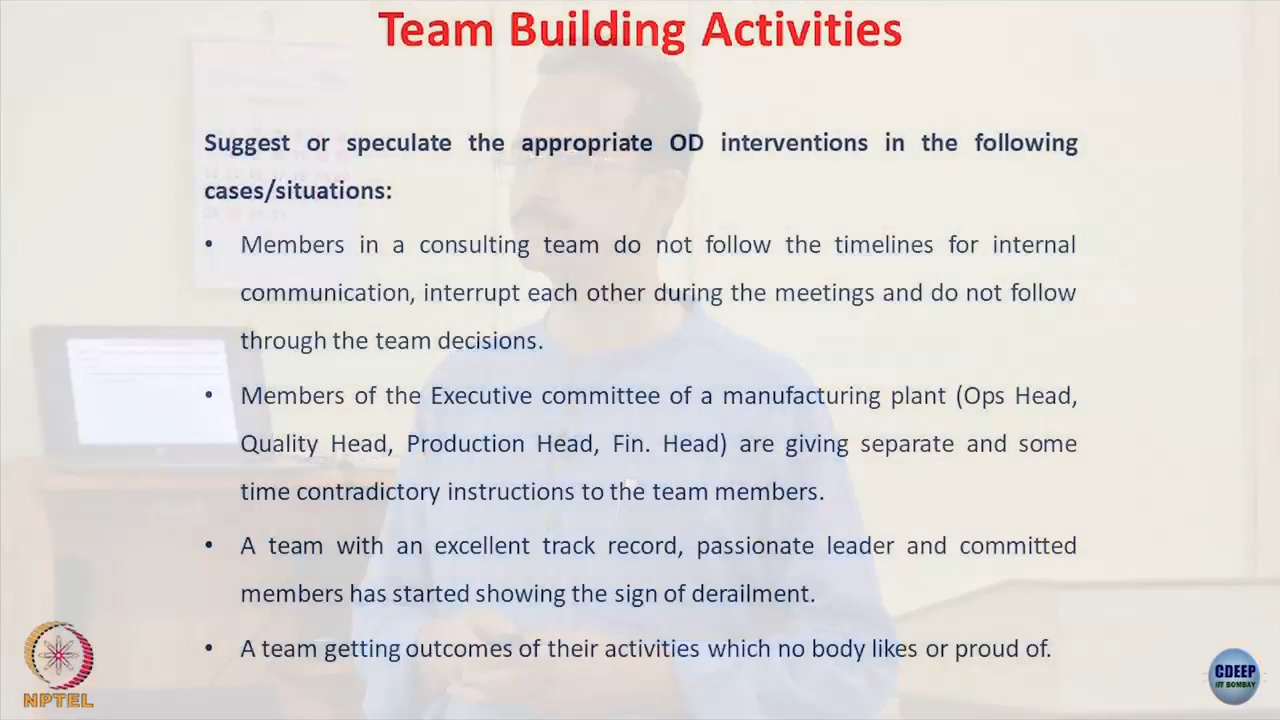 Team Building Activities
Suggest or speculate the appropriate OD interventions in the following
cases/situations:
• Members in a consulting team do not follow the timelines for internal
communication, interrupt each other during the meetings and do not follow
through the team decisions.
• Members of the Executive committee of a manufacturing plant (Ops Head,
Quality Head, Production Head, Fin. Head) are giving separate and some
time contradictory instructions to the team members.
• A team with an excellent track record, passionate leader and committed
members has started showing the sign of derailment.
• A team getting outcomes of their activities which no body likes or proud of.
NPTEL
CDEEP
IIT BOMBAY